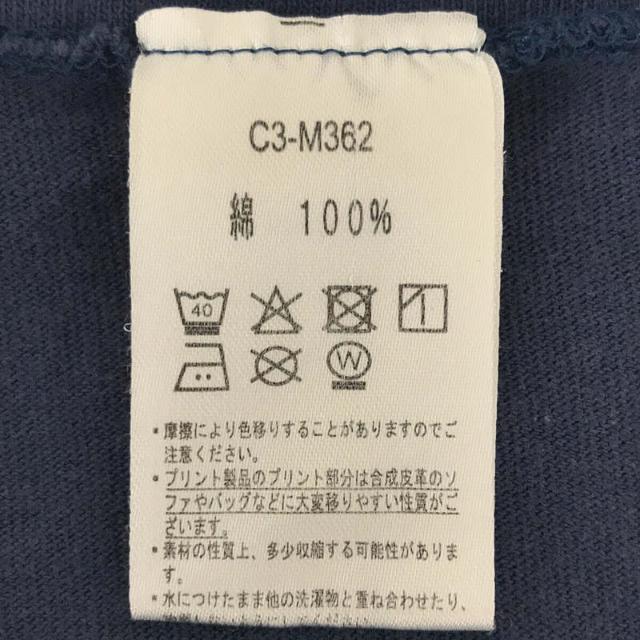 C3-M362
綿 100%
40
W
・摩擦により色移りすることがありますのでご
注意ください。
・プリント製品のプリント部分は合成皮革のソ
ファやバッグなどに大変移りやすい性質がご
ざいます。
・素材の性質上、多少収縮する可能性がありま
す。
・水につけたまま他の洗濯物と重ね合わせたり、